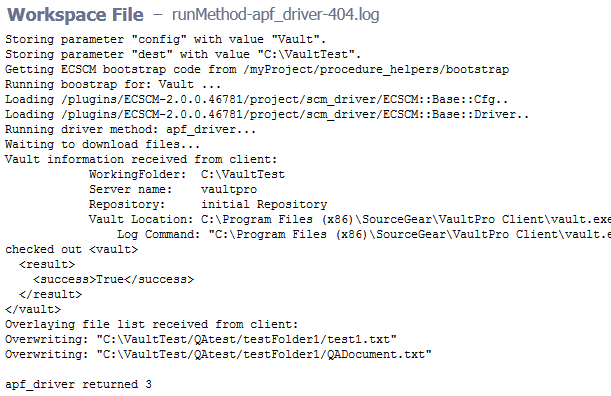 Workspace File – runMethod-apf_driver-404.log
Storing parameter "config" with value "Vault".
Storing parameter "dest" with value "C:\VaultTest".
Getting ECSCM bootstrap code from /myProject/procedure_helpers/bootstrap
Running boostrap for: Vault ...
Loading /plugins/ECSCM-2.0.0.46781/project/scm_driver/ECSCM::Base::Cfg..
Loading /plugins/ECSCM-2.0.0.46781/project/scm_driver/ECSCM::Base::Driver..
Running driver method: apf_driver...
Waiting to download files...
Vault information received from client:
WorkingFolder: C:\VaultTest
Server name: vaultpro
Repository: initial Repository
Vault Location: C:\Program Files (x86)\SourceGear\VaultPro Client\vault.exe
Log Command: "C:\Program Files (x86)\SourceGear\VaultPro Client\vault.e
checked out <vault>
<result>
<success>True</success>
</result>
</vault>
Overlaying file list received from client:
Overwriting: "C:\VaultTest/QAtest/testFolder1/test1.txt"
Overwriting: "C:\VaultTest/QAtest/testFolder1/QADocument.txt"
apf_driver returned 3